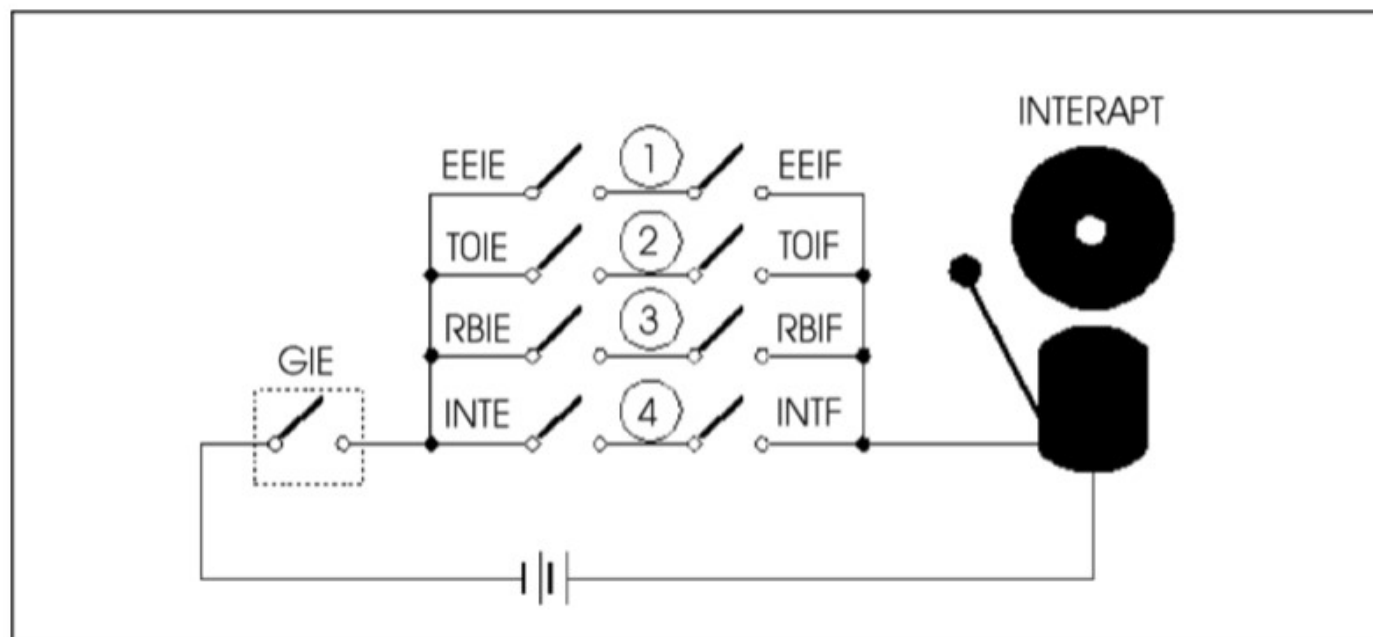 INTERAPT
EEIE 1 EEIF
TOIE 2 TOIF
RBIE 3 RBIF
GIE
INTE 4 INTF